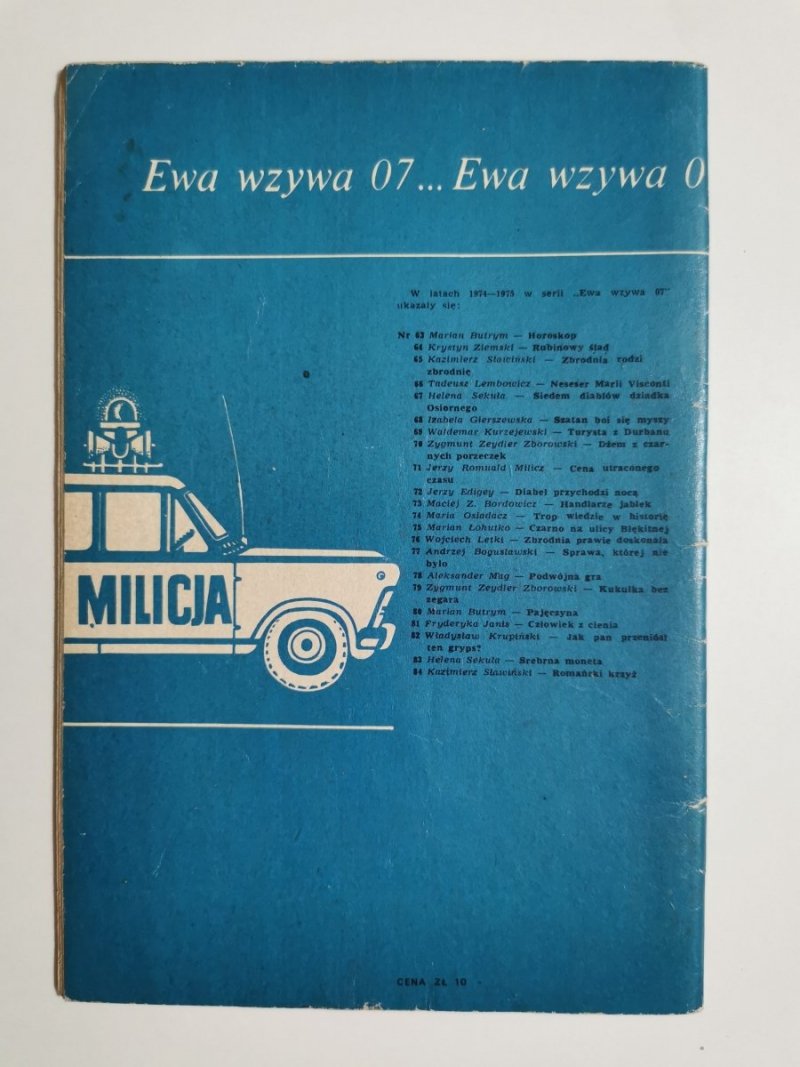 Ewa wzywa 07... Ewa wzywa 0
W latach 1974—1975 w serii „Ewa wzywa 07"
ukazały się:
Nr 63 Marian Butrym — Horoskop
64 Krystyn Ziemski — Rubinowy ślad
65 Kazimierz Sławiński — Zbrodnia rodzi
zbrodnię
66 Tadeusz Lembowicz — Neseser Marii Visconti
67 Helena Sekuła — Siedem diabłów dziadka
Osiornego
68 Izabela Gierszewska — Szatan boi się myszy
69 Waldemar Kurzejewski — Turysta z Durbanu
70 Zygmunt Zeydler Zborowski — Dżem z czar-
nych porzeczek
71 Jerzy Romuald Milicz — Cena utraconego
czasu
72 Jerzy Edigey — Diabeł przychodzi nocą
73 Maciej Z. Bordowicz — Handlarze jabłek
74 Maria Osiadacz — Trop wiedzie w historię
75 Marian Łohutko — Czarno na ulicy Błękitnej
76 Wojciech Letki — Zbrodnia prawie doskonała
77 Andrzej Bogusławski — Sprawa, której nie
było
78 Aleksander Mag — Podwójna gra
79 Zygmunt Zeydler Zborowski — Kukułka bez
zegara
80 Marian Butrym — Pajęczyna
81 Fryderyka Janis — Człowiek z cienia
82 Władysław Krupiński — Jak pan przeniósł
ten gryps?
83 Helena Sekuła — Srebrna moneta
84 Kazimierz Sławiński — Romański krzyż
MILICJA
CENA ZŁ 10